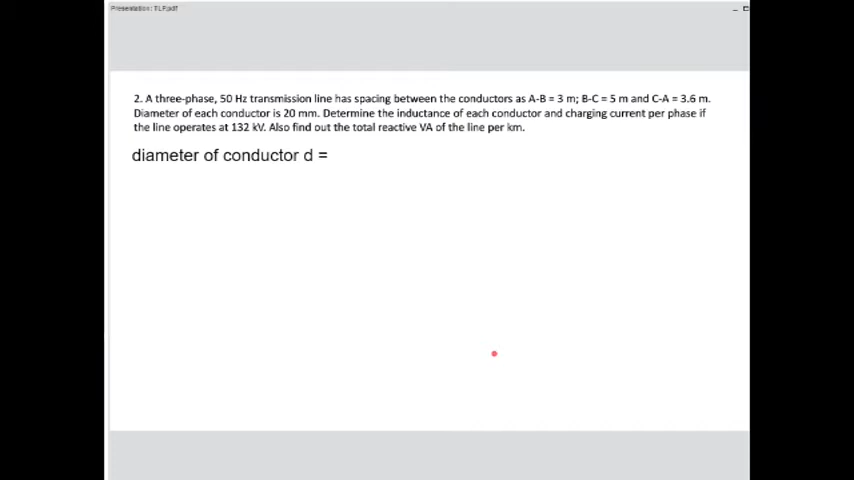 Presentation: TLP.pdf
2. A three-phase, 50 Hz transmission line has spacing between the conductors as A-B = 3 m; B-C = 5 m and C-A = 3.6 m.
Diameter of each conductor is 20 mm. Determine the inductance of each conductor and charging current per phase if
the line operates at 132 kV. Also find out the total reactive VA of the line per km.
diameter of conductor d =